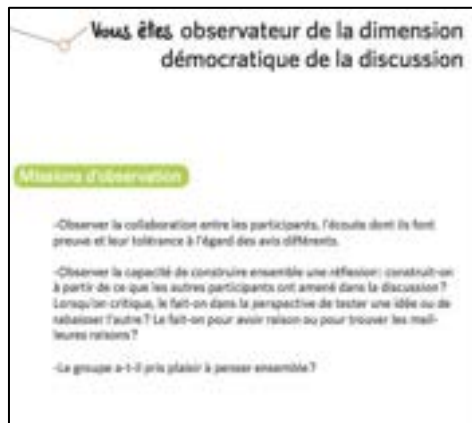 Vous êtes observateur de la dimension
démocratique de la discussion
Missions d'observation
-Observer la collaboration entre les participants, l'écoute dont ils font
preuve et leur tolérance à l'égard des avis différents.
-Observer la capacité de construire ensemble une réflexion: construit-on
à partir de ce que les autres participants ont amené dans la discussion?
Lorsqu'on critique, le fait-on dans la perspective de tester une idée ou de
rabaisser l'autre? Le fait-on pour avoir raison ou pour trouver les meil-
leures raisons?
-Le groupe a-t-il pris plaisir à penser ensemble?